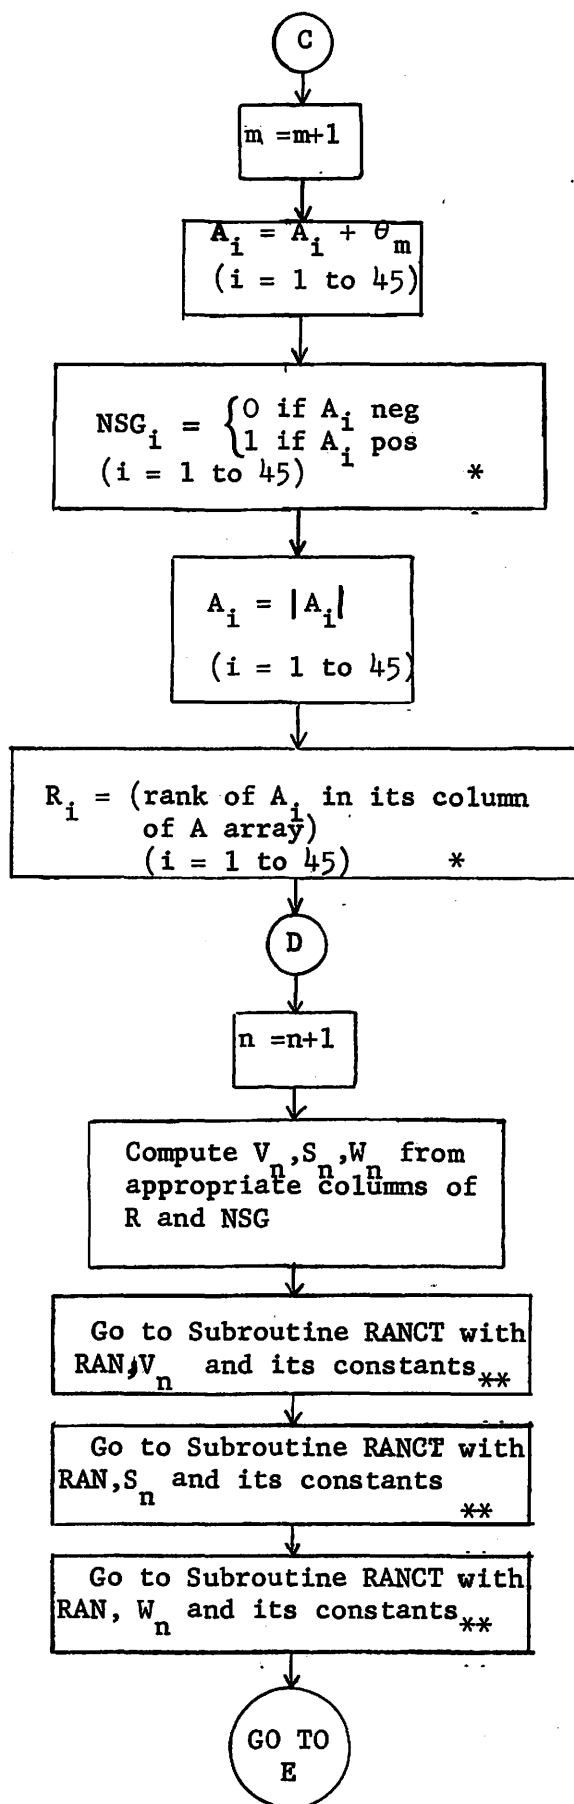 C
m =m+1
A_i = A_i + θ_m
(i = 1 to 45)
NSG_i = {0 if A_i neg
1 if A_i pos
(i = 1 to 45) *
A_i = |A_i|
(i = 1 to 45)
R_i = (rank of A_i in its column
of A array)
(i = 1 to 45) *
D
n =n+1
Compute V_n,S_n,W_n from
appropriate columns of
R and NSG
Go to Subroutine RANCT with
RAN,V_n and its constants**
Go to Subroutine RANCT with
RAN,S_n and its constants
**
Go to Subroutine RANCT with
RAN, W_n and its constants**
GO TO
E